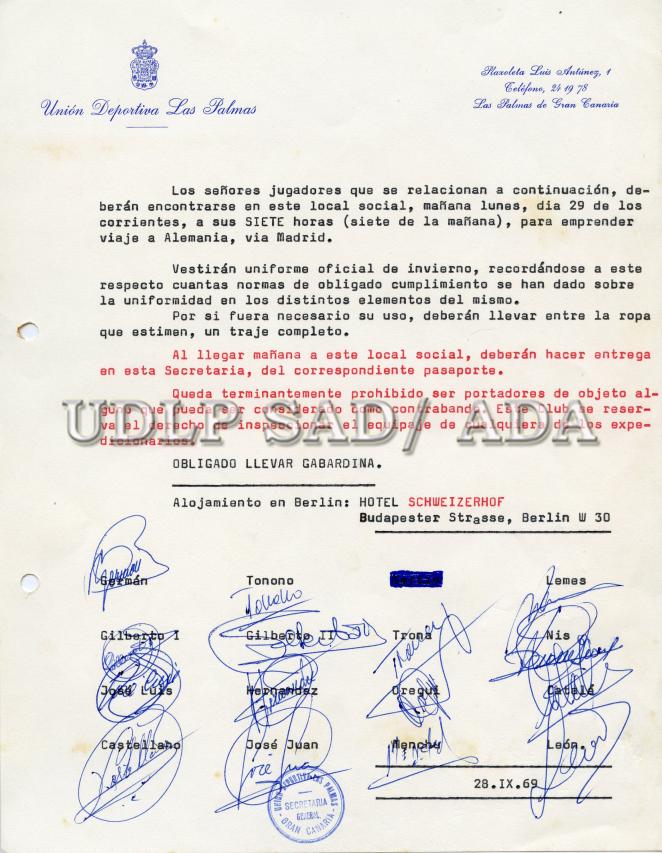 Unión Deportiva Las Palmas
Plazoleta Luis Antúnez, 1
Teléfono, 24 19 78
Las Palmas de Gran Canaria
Los señores jugadores que se relacionan a continuación, de-
berán encontrarse en este local social, mañana lunes, dia 29 de los
corrientes, a sus SIETE horas (siete de la mañana), para emprender
viaje a Alemania, via Madrid.
Vestirán uniforme oficial de invierno, recordándose a este
respecto cuantas normas de obligado cumplimiento se han dado sobre
la uniformidad en los distintos elementos del mismo.
Por si fuera necesario su uso, deberán llevar entre la ropa
que estimen, un traje completo.
Al llegar mañana a este local social, deberán hacer entrega
en esta Secretaria, del correspondiente pasaporte.
Queda terminantemente prohibido ser portadores de objeto al-
guno que pueda ser considerado como contrabando. Este Club se reser-
va el derecho de inspeccionar el equipaje de cualquiera de los expe-
dicionarios.
UDLP SAD/ ADA
OBLIGADO LLEVAR GABARDINA.
Alojamiento en Berlin: HOTEL SCHWEIZERHOF
Budapester Strasse, Berlin W 30
Germán Tonono Lemes
Gilberto I Gilberto II Trona Nis
José Luis Hernandez Oregui Catalá
Castellano José Juan Menchu León.
28.IX.69
SECRETARIA
GENERAL
GRAN CANARIA